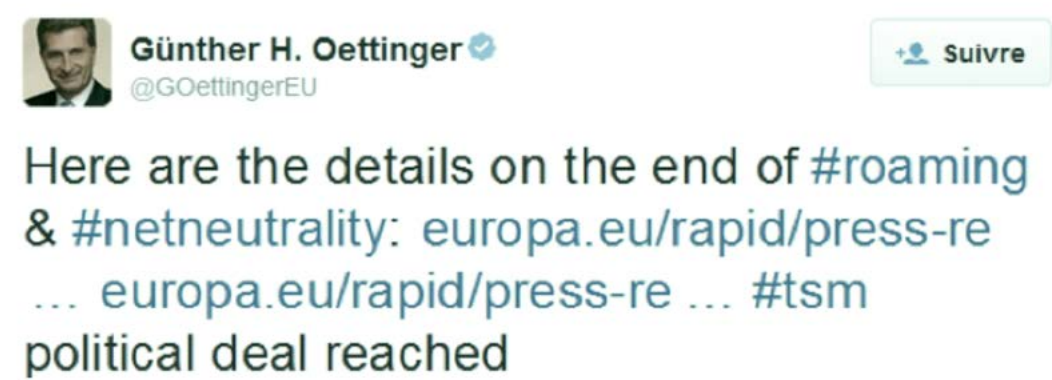 Günther H. Oettinger
@GOettingerEU
Suivre
Here are the details on the end of #roaming
& #netneutrality: europa.eu/rapid/press-re
... europa.eu/rapid/press-re ... #tsm
political deal reached